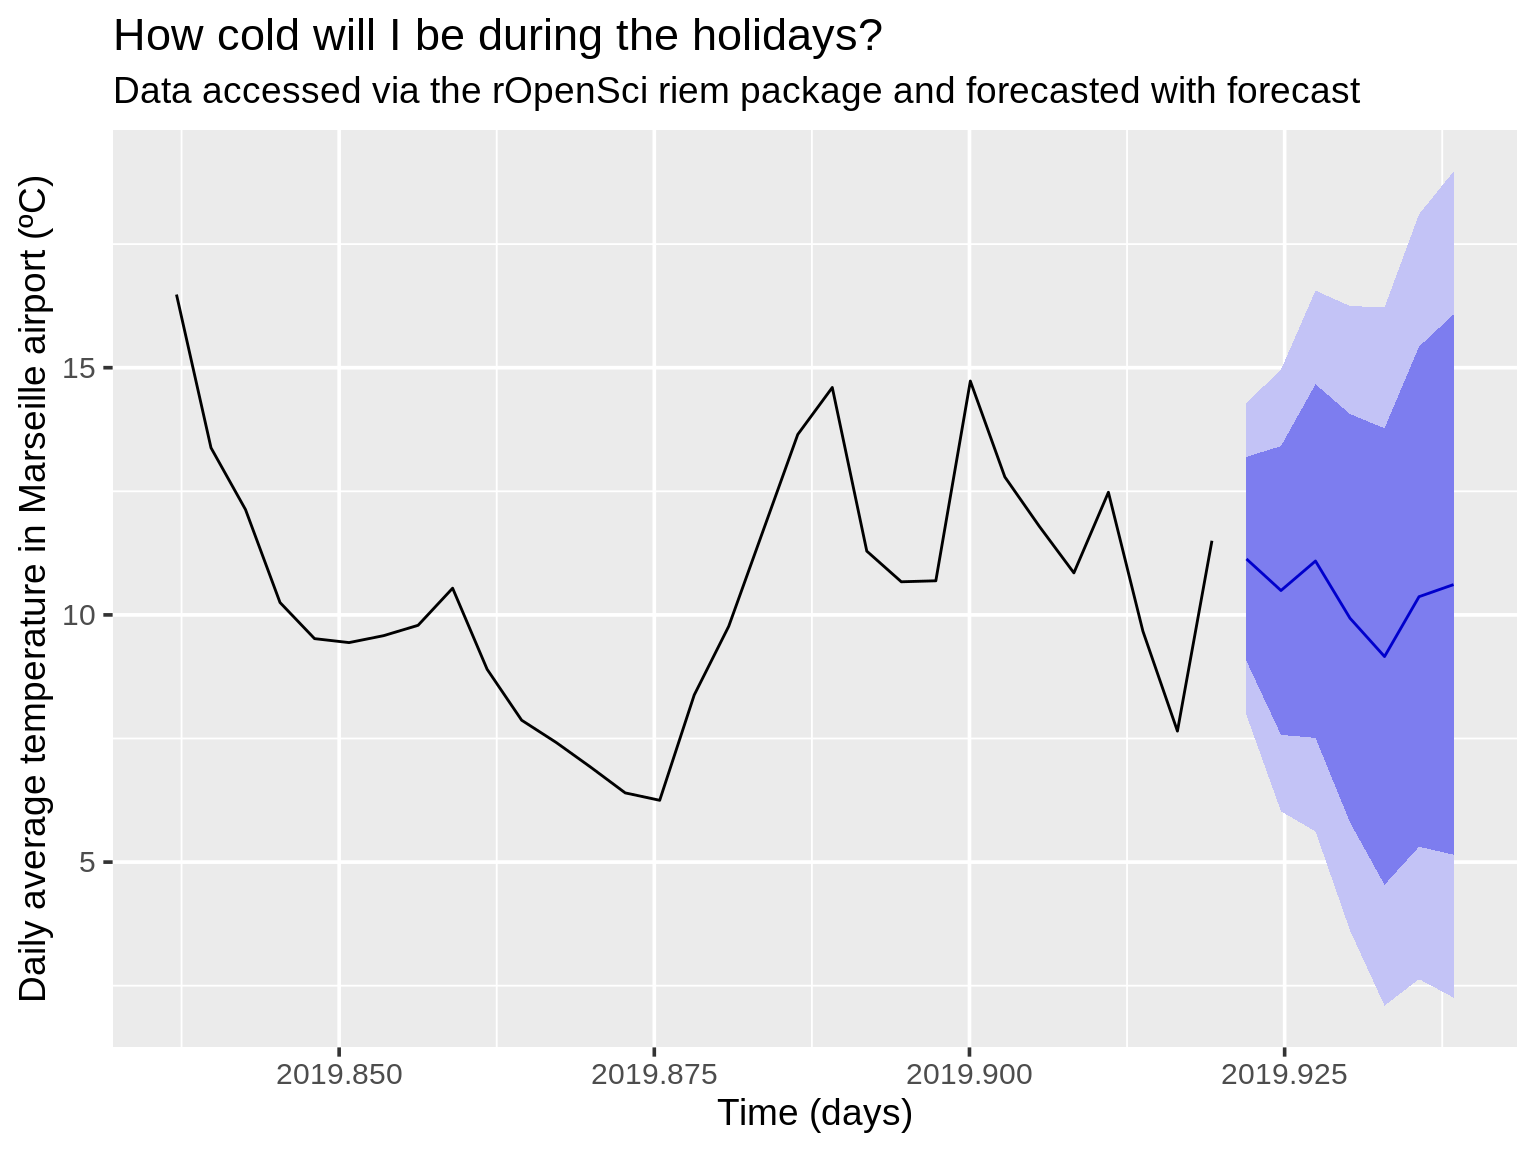 How cold will I be during the holidays?
Data accessed via the rOpenSci riem package and forecasted with forecast
Daily average temperature in Marseille airport (ºC)
15
10
5
2019.850
2019.875
2019.900
2019.925
Time (days)